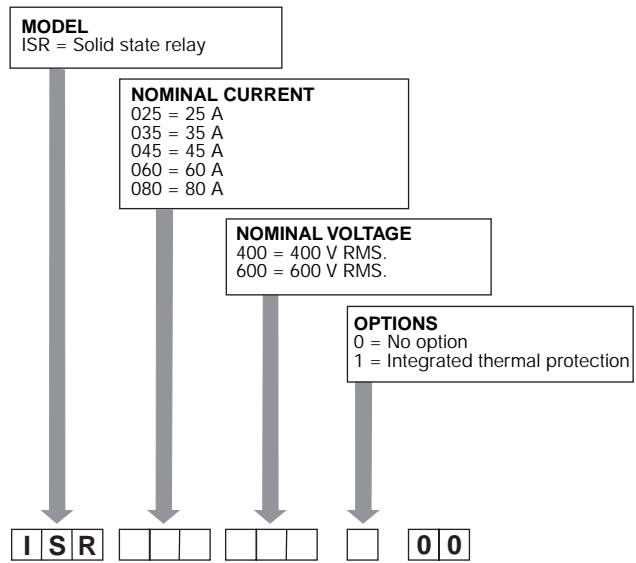 MODEL
ISR = Solid state relay
NOMINAL CURRENT
025 = 25 A
035 = 35 A
045 = 45 A
060 = 60 A
080 = 80 A
NOMINAL VOLTAGE
400 = 400 V RMS.
600 = 600 V RMS.
OPTIONS
0 = No option
1 = Integrated thermal protection
I S R 0 0